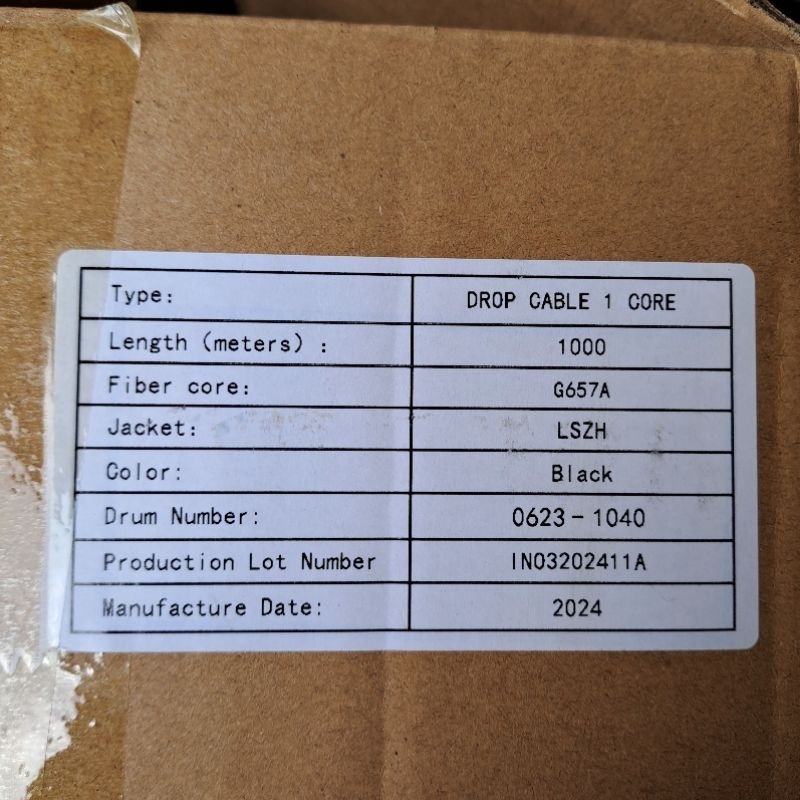 Type: DROP CABLE 1 CORE
Length (meters) : 1000
Fiber core: G657A
Jacket: LSZH
Color: Black
Drum Number: 0623-1040
Production Lot Number IN03202411A
Manufacture Date: 2024